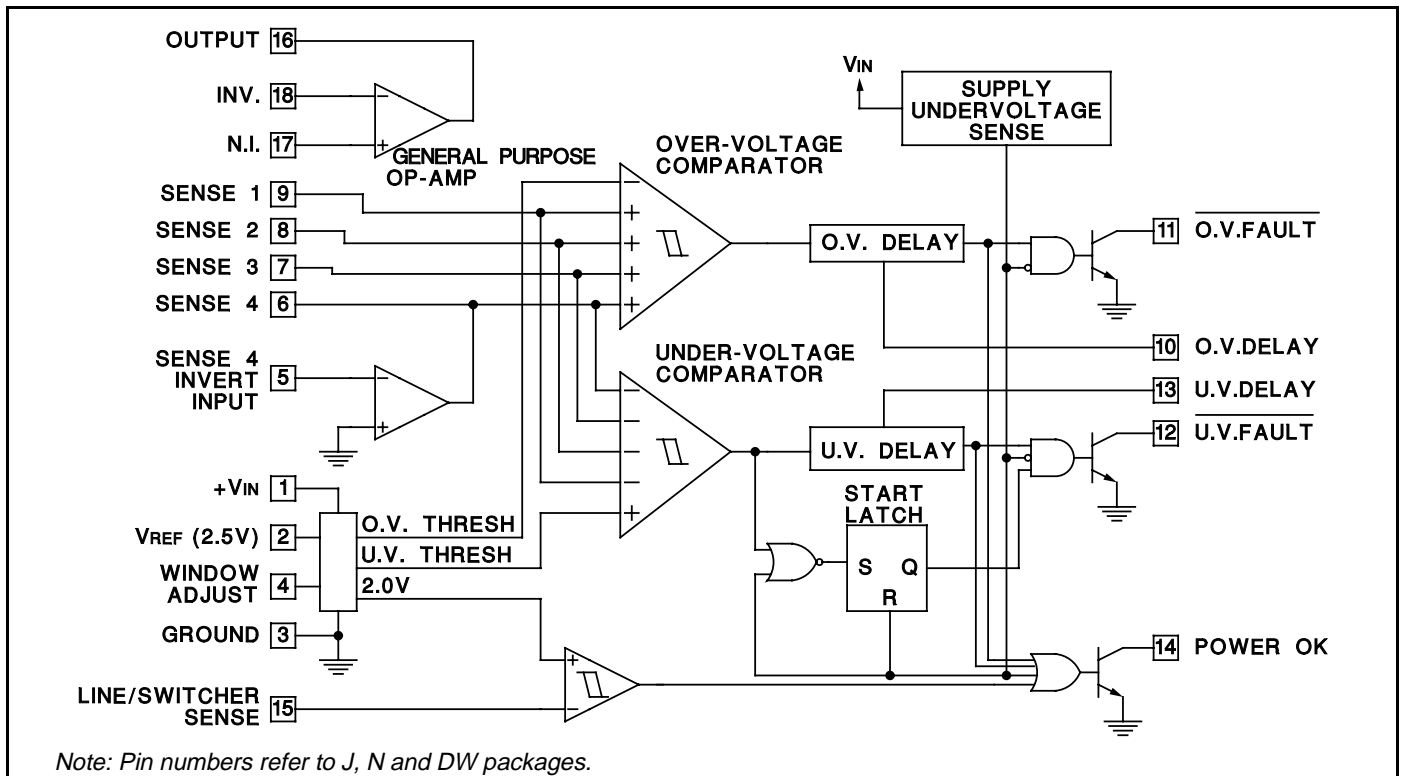 OUTPUT 16
INV. 18
N.I. 17
GENERAL PURPOSE
OP-AMP
SENSE 1 9
SENSE 2 8
SENSE 3 7
SENSE 4 6
SENSE 4
INVERT
INPUT
5
+VIN 1
VREF (2.5V) 2
WINDOW
ADJUST
4
GROUND 3
LINE/SWITCHER
SENSE
15
O.V. THRESH
U.V. THRESH
2.0V
OVER-VOLTAGE
COMPARATOR
UNDER-VOLTAGE
COMPARATOR
VIN
SUPPLY
UNDERVOLTAGE
SENSE
O.V. DELAY
U.V. DELAY
START
LATCH
S Q
R
11 O.V.FAULT
10 O.V.DELAY
13 U.V.DELAY
12 U.V.FAULT
14 POWER OK
Note: Pin numbers refer to J, N and DW packages.